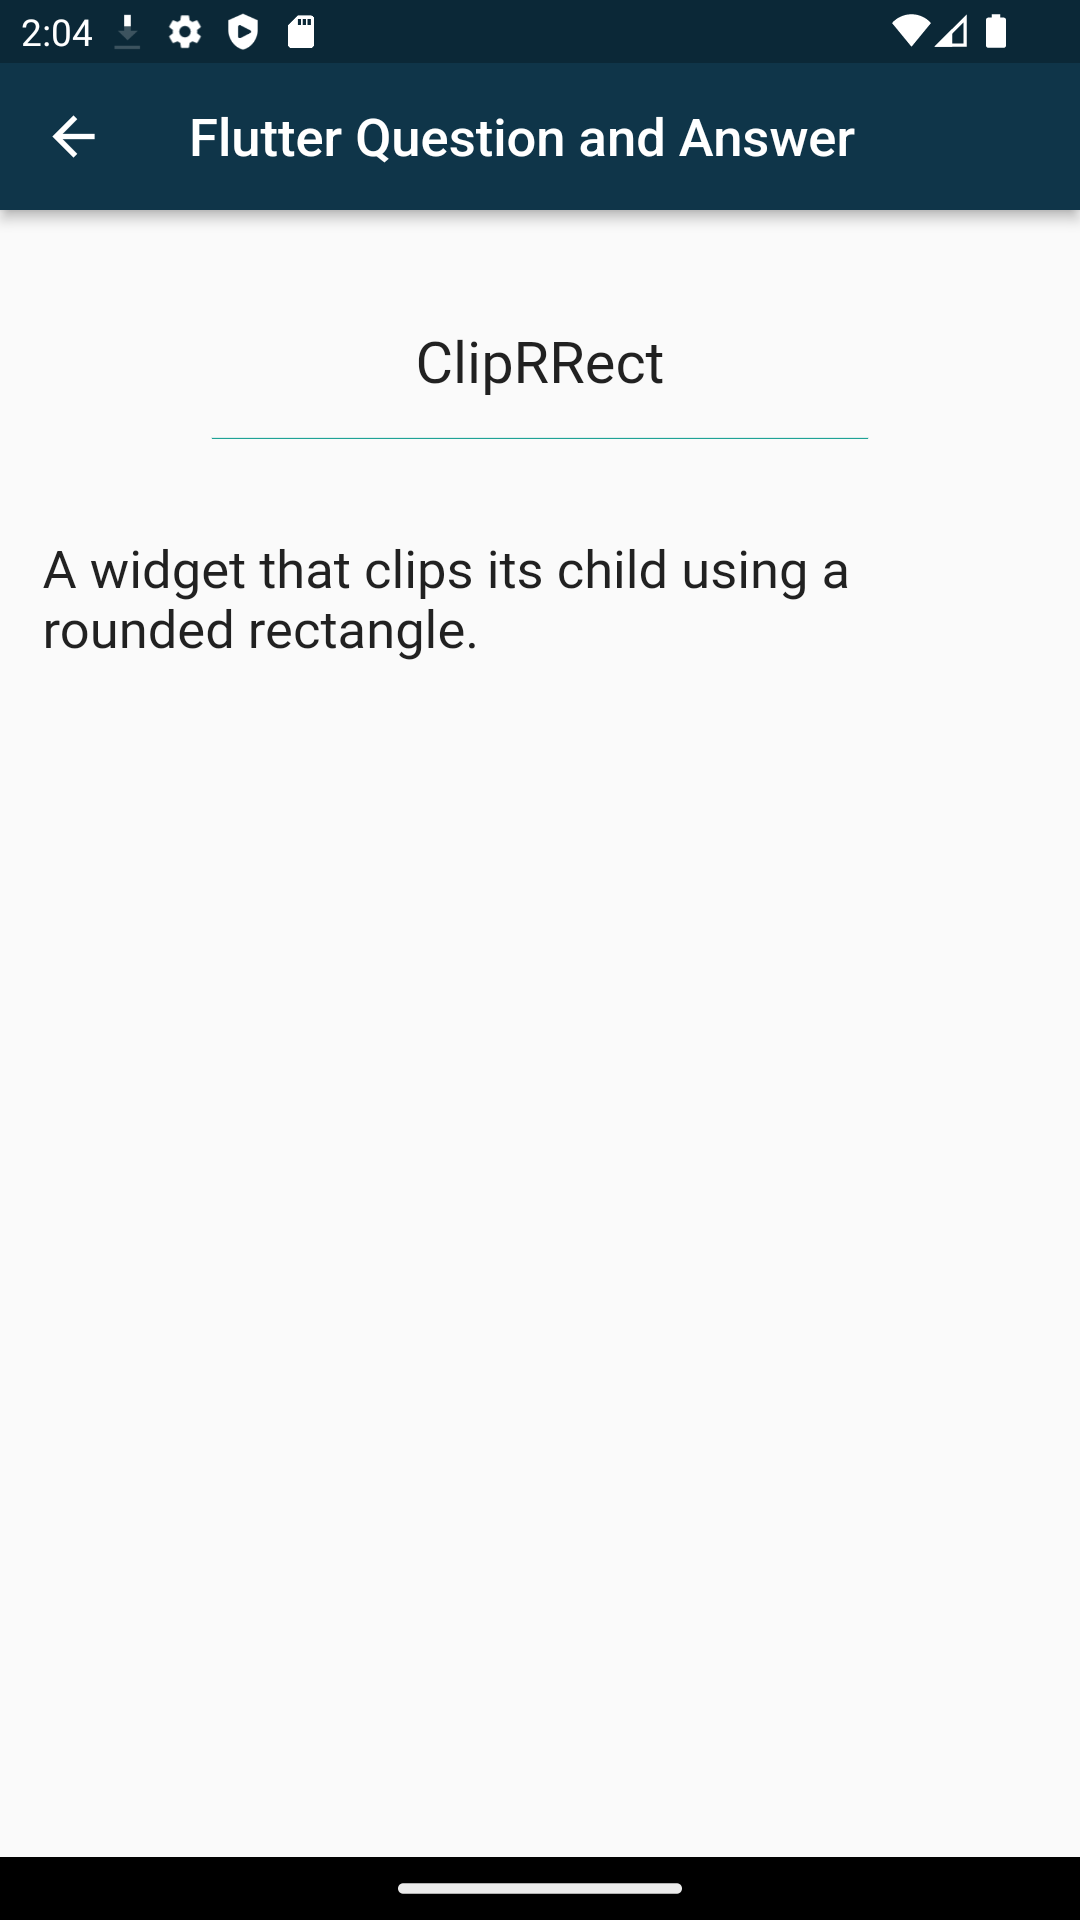 2:04
Flutter Question and Answer
ClipRRect
A widget that clips its child using a
rounded rectangle.